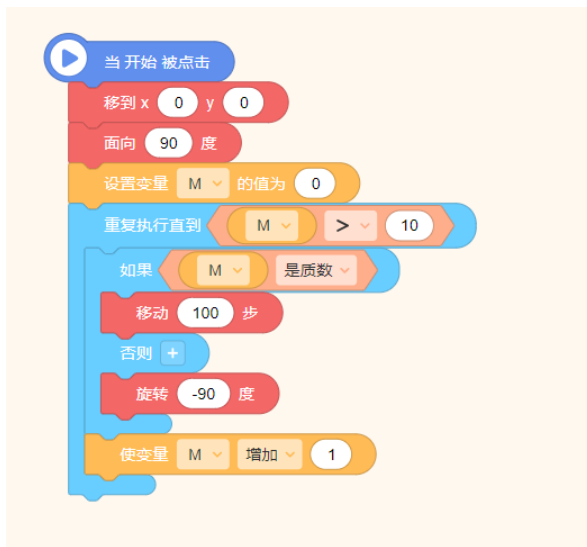 当 开始 被点击
移到 x 0 y 0
面向 90 度
设置变量 M 的值为 0
重复执行直到 M > 10
如果 M 是质数
移动 100 步
否则 +
旋转 -90 度
使变量 M 增加 1